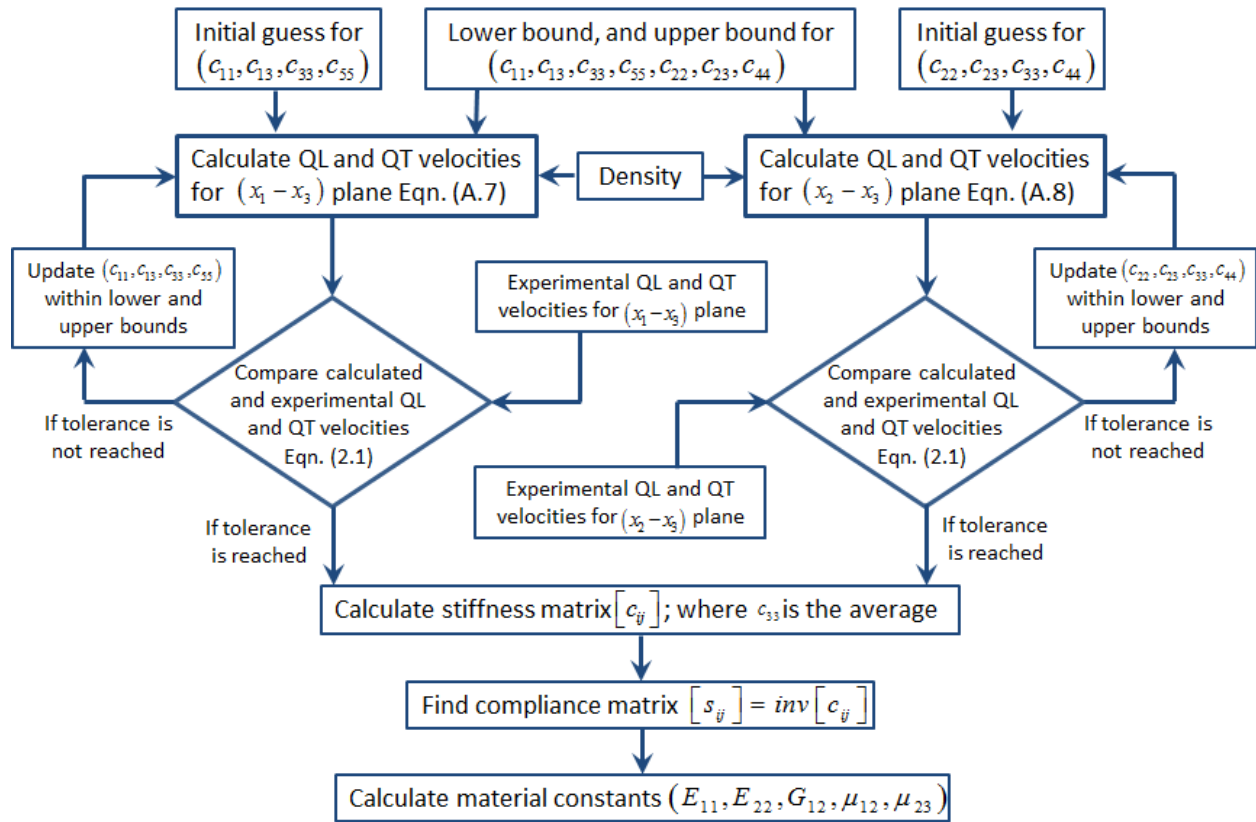 Initial guess for
(c₁₁, c₁₃, c₃₃, c₅₅)
Lower bound, and upper bound for
(c₁₁, c₁₃, c₃₃, c₅₅, c₂₂, c₂₃, c₄₄)
Initial guess for
(c₂₂, c₂₃, c₃₃, c₄₄)
Calculate QL and QT velocities
for (x₁ − x₃) plane Eqn. (A.7)
Density
Calculate QL and QT velocities
for (x₂ − x₃) plane Eqn. (A.8)
Update (c₁₁, c₁₃, c₃₃, c₅₅)
within lower and
upper bounds
Experimental QL and QT
velocities for (x₁ − x₃) plane
Update (c₂₂, c₂₃, c₃₃, c₄₄)
within lower and
upper bounds
Compare calculated
and experimental QL
and QT velocities
Eqn. (2.1)
Compare calculated
and experimental QL
and QT velocities
Eqn. (2.1)
If tolerance is
not reached
If tolerance is
not reached
Experimental QL and QT
velocities for (x₂ − x₃) plane
If tolerance
is reached
If tolerance
is reached
Calculate stiffness matrix [c_ij]; where c₃₃ is the average
Find compliance matrix [s_ij] = inv [c_ij]
Calculate material constants (E₁₁, E₂₂, G₁₂, μ₁₂, μ₂₃)